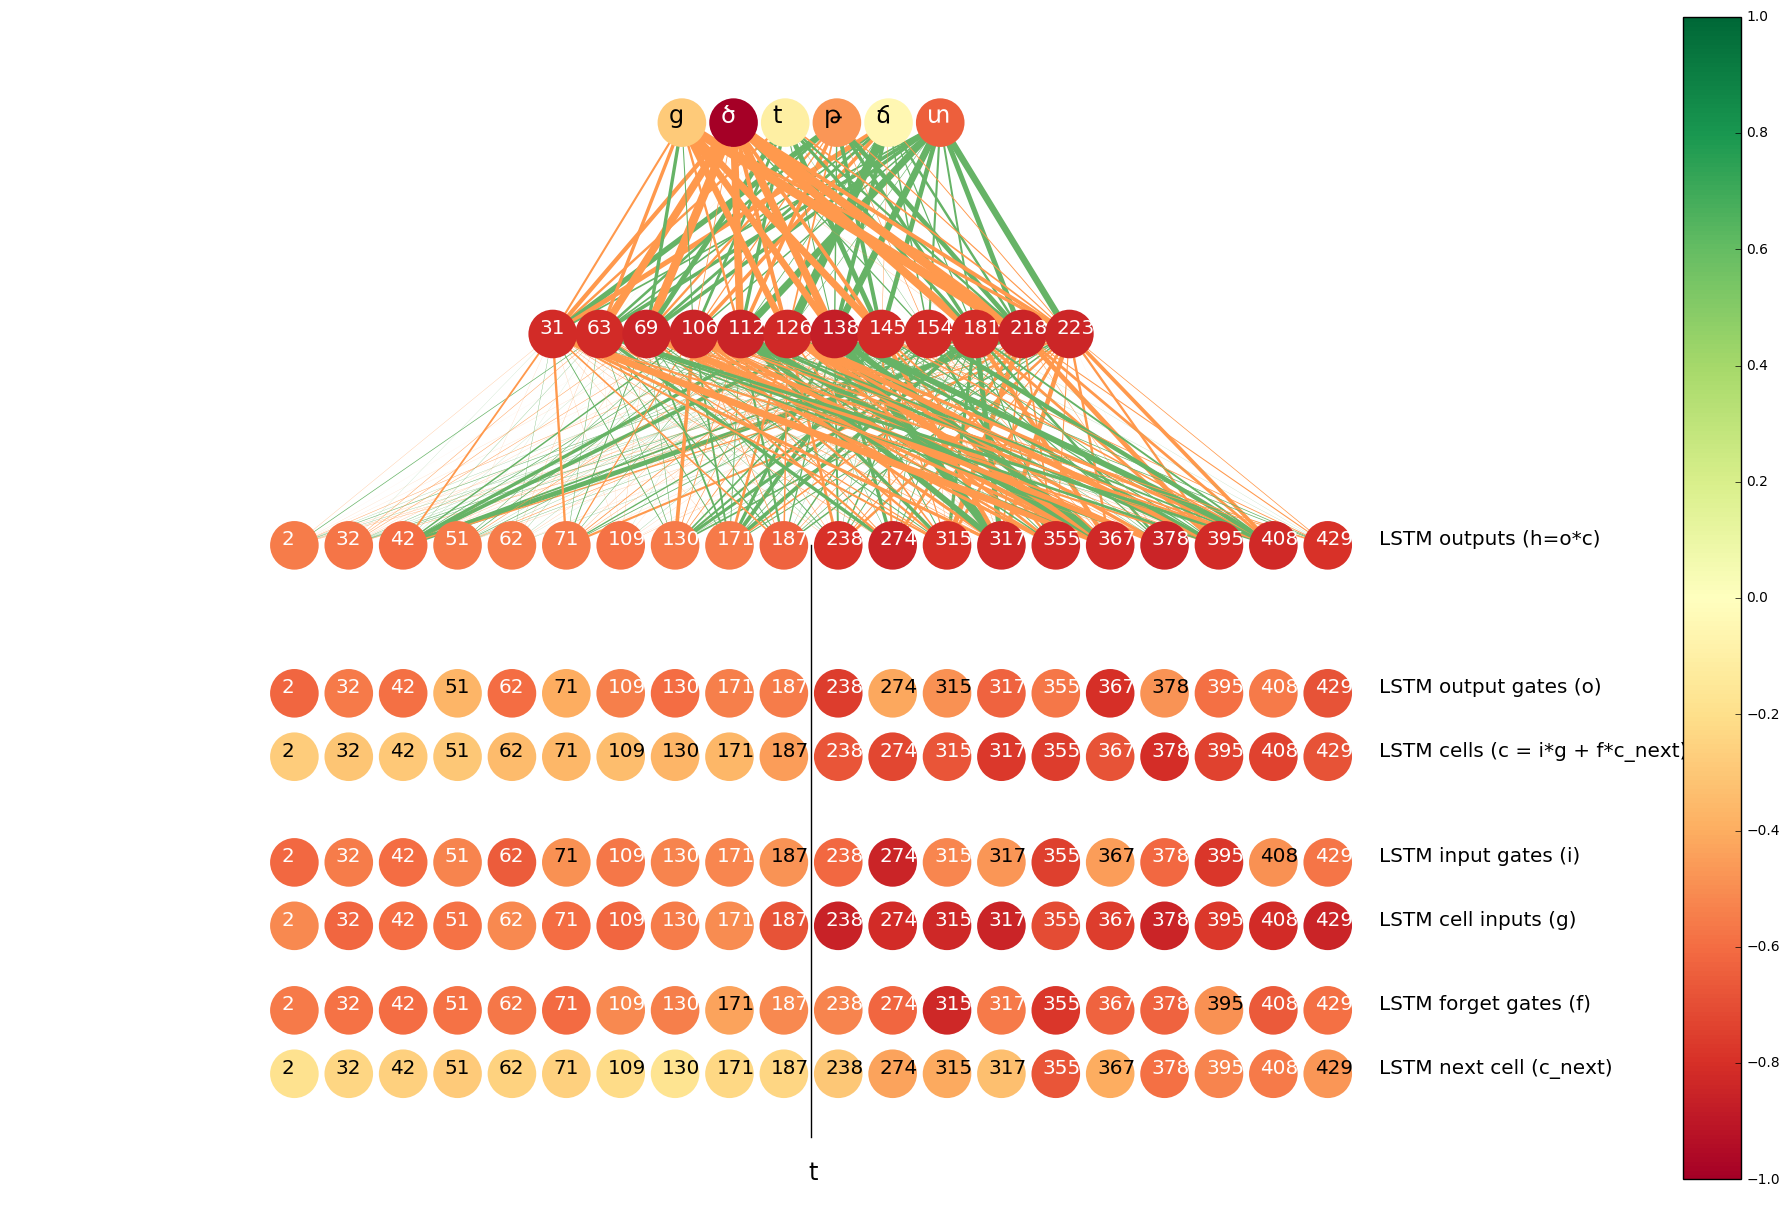 g ծ t թ ճ տ
31 63 69 106 112 126 138 145 154 181 218 223
2 32 42 51 62 71 109 130 171 187 238 274 315 317 355 367 378 395 408 429 LSTM outputs (h=o*c)
2 32 42 51 62 71 109 130 171 187 238 274 315 317 355 367 378 395 408 429 LSTM output gates (o)
2 32 42 51 62 71 109 130 171 187 238 274 315 317 355 367 378 395 408 429 LSTM cells (c = i*g + f*c_next)
2 32 42 51 62 71 109 130 171 187 238 274 315 317 355 367 378 395 408 429 LSTM input gates (i)
2 32 42 51 62 71 109 130 171 187 238 274 315 317 355 367 378 395 408 429 LSTM cell inputs (g)
2 32 42 51 62 71 109 130 171 187 238 274 315 317 355 367 378 395 408 429 LSTM forget gates (f)
2 32 42 51 62 71 109 130 171 187 238 274 315 317 355 367 378 395 408 429 LSTM next cell (c_next)
t
1.0
0.8
0.6
0.4
0.2
0.0
−0.2
−0.4
−0.6
−0.8
−1.0